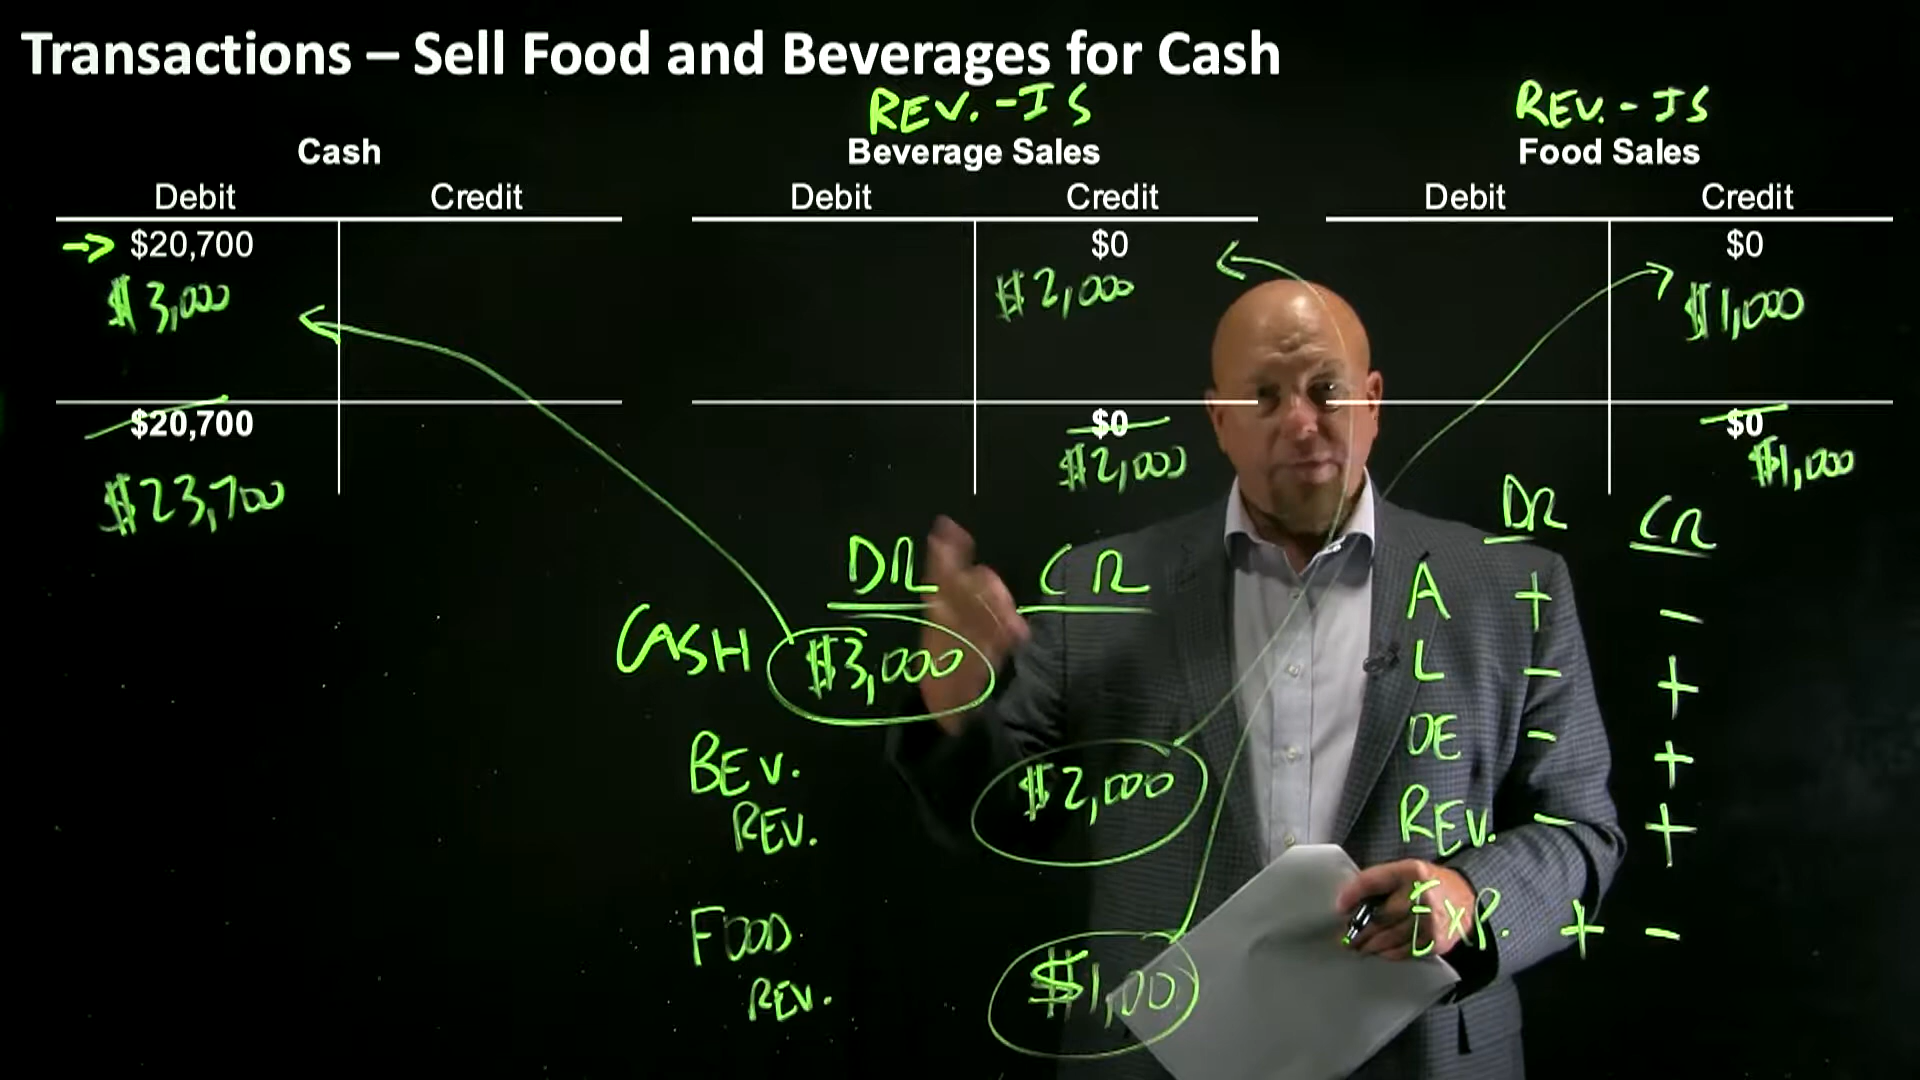 Transactions – Sell Food and Beverages for Cash
REV. - IS
REV. - IS
Cash
Beverage Sales
Food Sales
Debit Credit
Debit Credit
Debit Credit
→ $20,700
$3,000
$20,700
$23,700
$0
$2,000
$0
$2,000
$0
$1,000
$0
$1,000
DR CR
CASH $3,000
BEV. REV. $2,000
FOOD REV.
DR CR
A + -
L - +
OE - +
REV. - +
EXP. + -